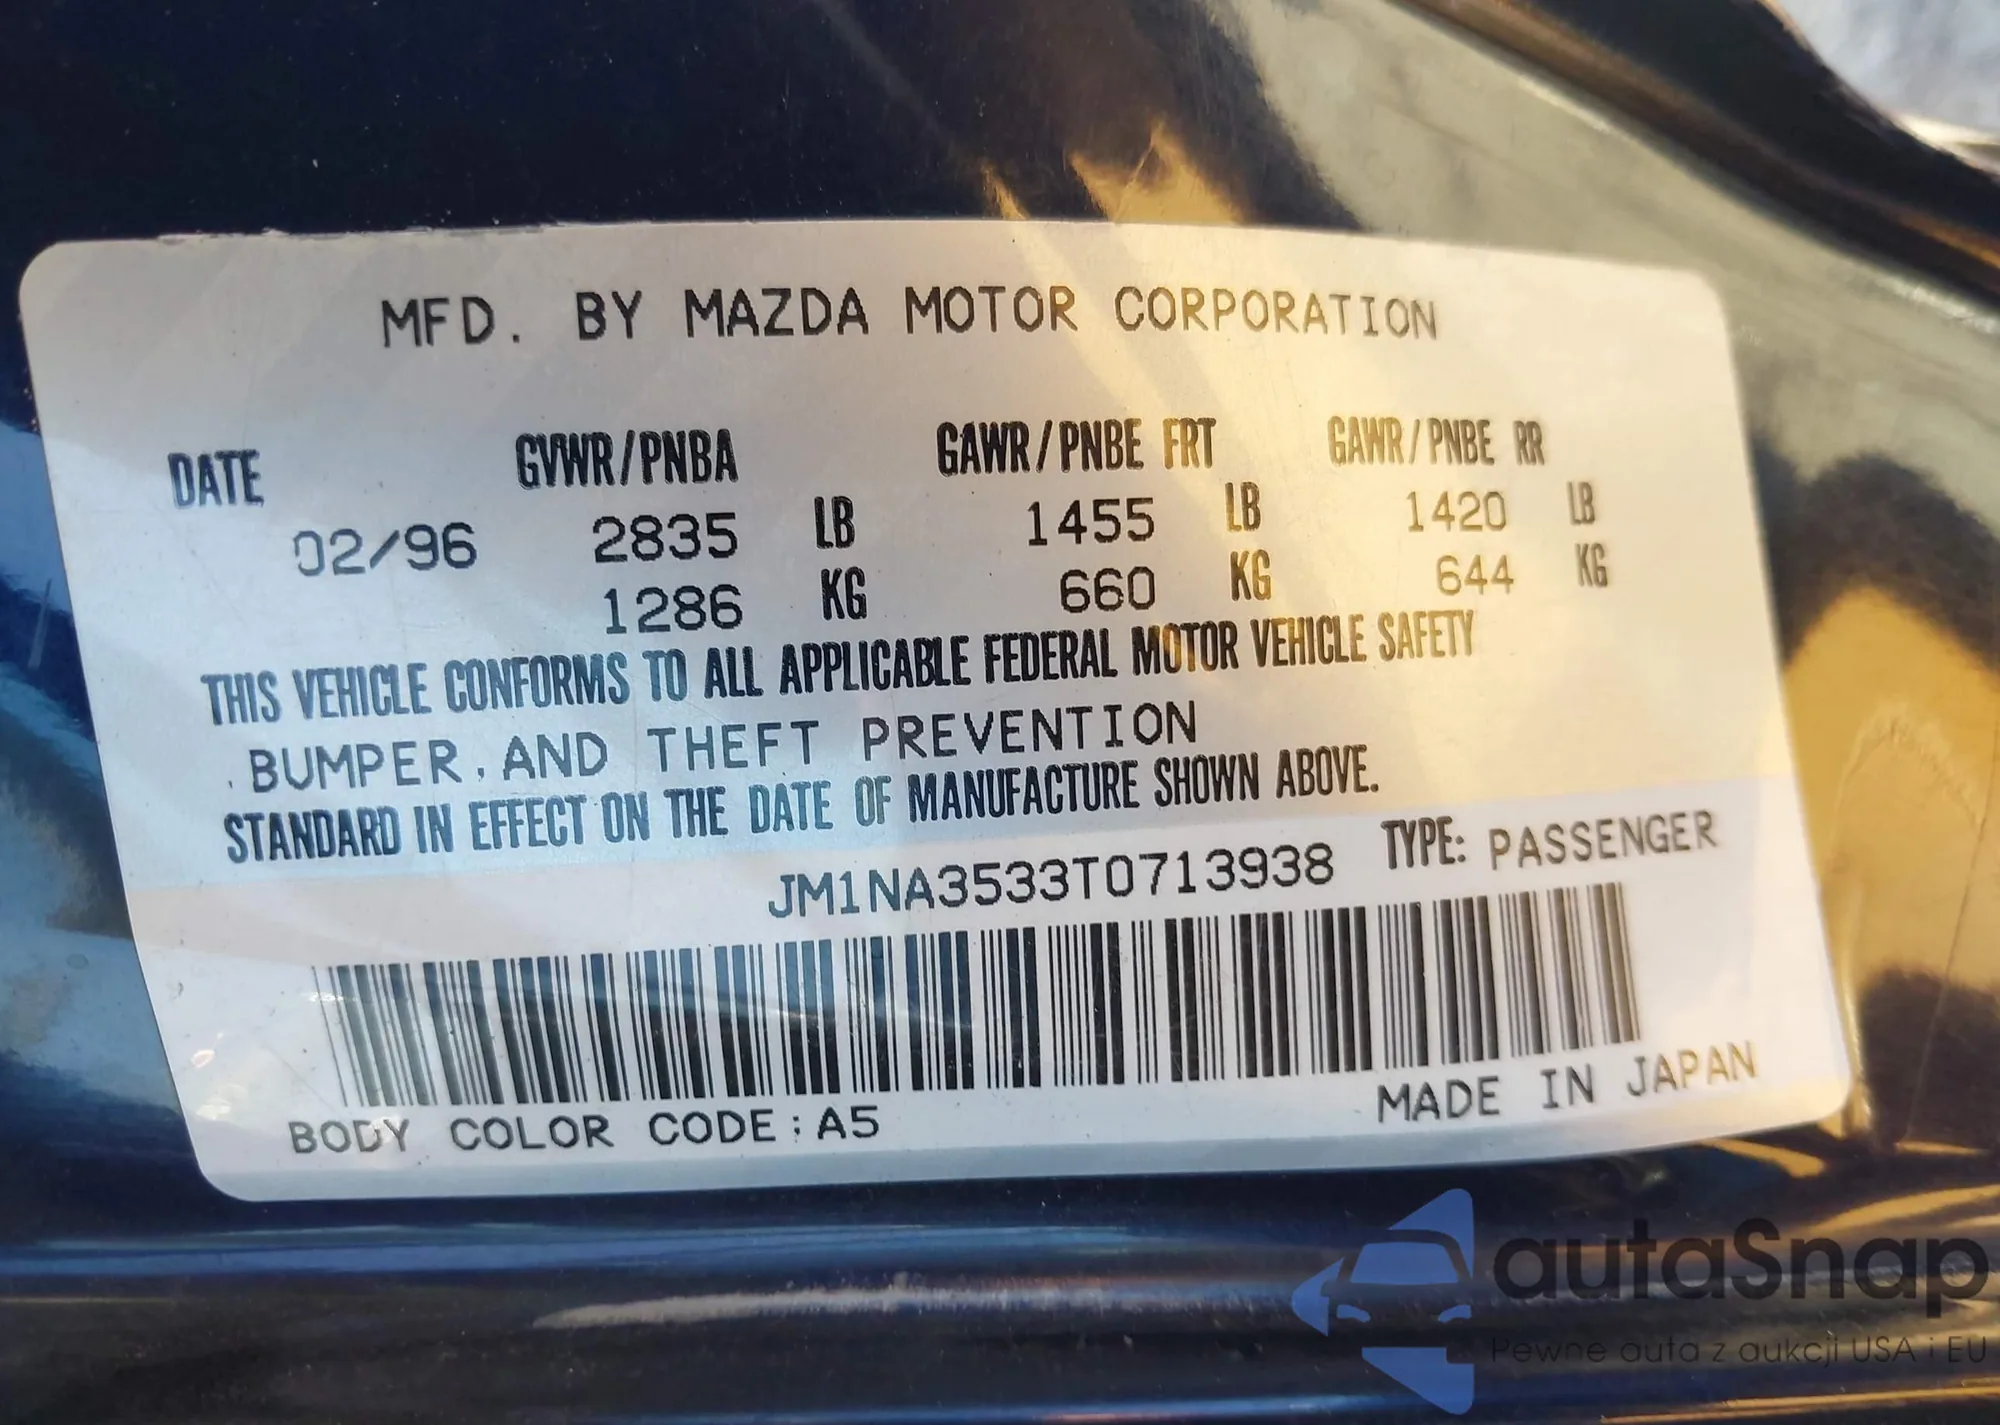 MFD. BY MAZDA MOTOR CORPORATION
DATE GVWR/PNBA GAWR/PNBE FRT GAWR/PNBE RR
02/96 2835 LB 1455 LB 1420 LB
1286 KG 660 KG 644 KG
THIS VEHICLE CONFORMS TO ALL APPLICABLE FEDERAL MOTOR VEHICLE SAFETY
, BUMPER, AND THEFT PREVENTION
STANDARD IN EFFECT ON THE DATE OF MANUFACTURE SHOWN ABOVE.
JM1NA3533T0713938 TYPE: PASSENGER
BODY COLOR CODE: A5 MADE IN JAPAN
autaSnap
Pewne auta z aukcji USA i EU